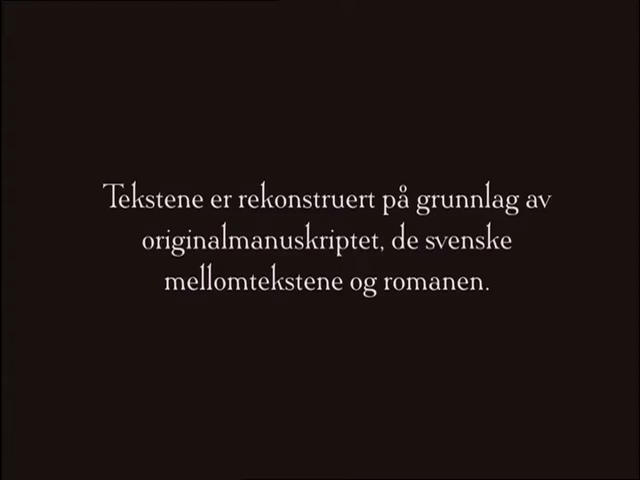 Tekstene er rekonstruert på grunnlag av
originalmanuskriptet, de svenske
mellomtekstene og romanen.